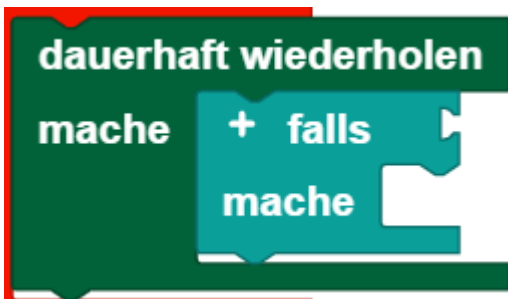 dauerhaft wiederholen
mache + falls
mache